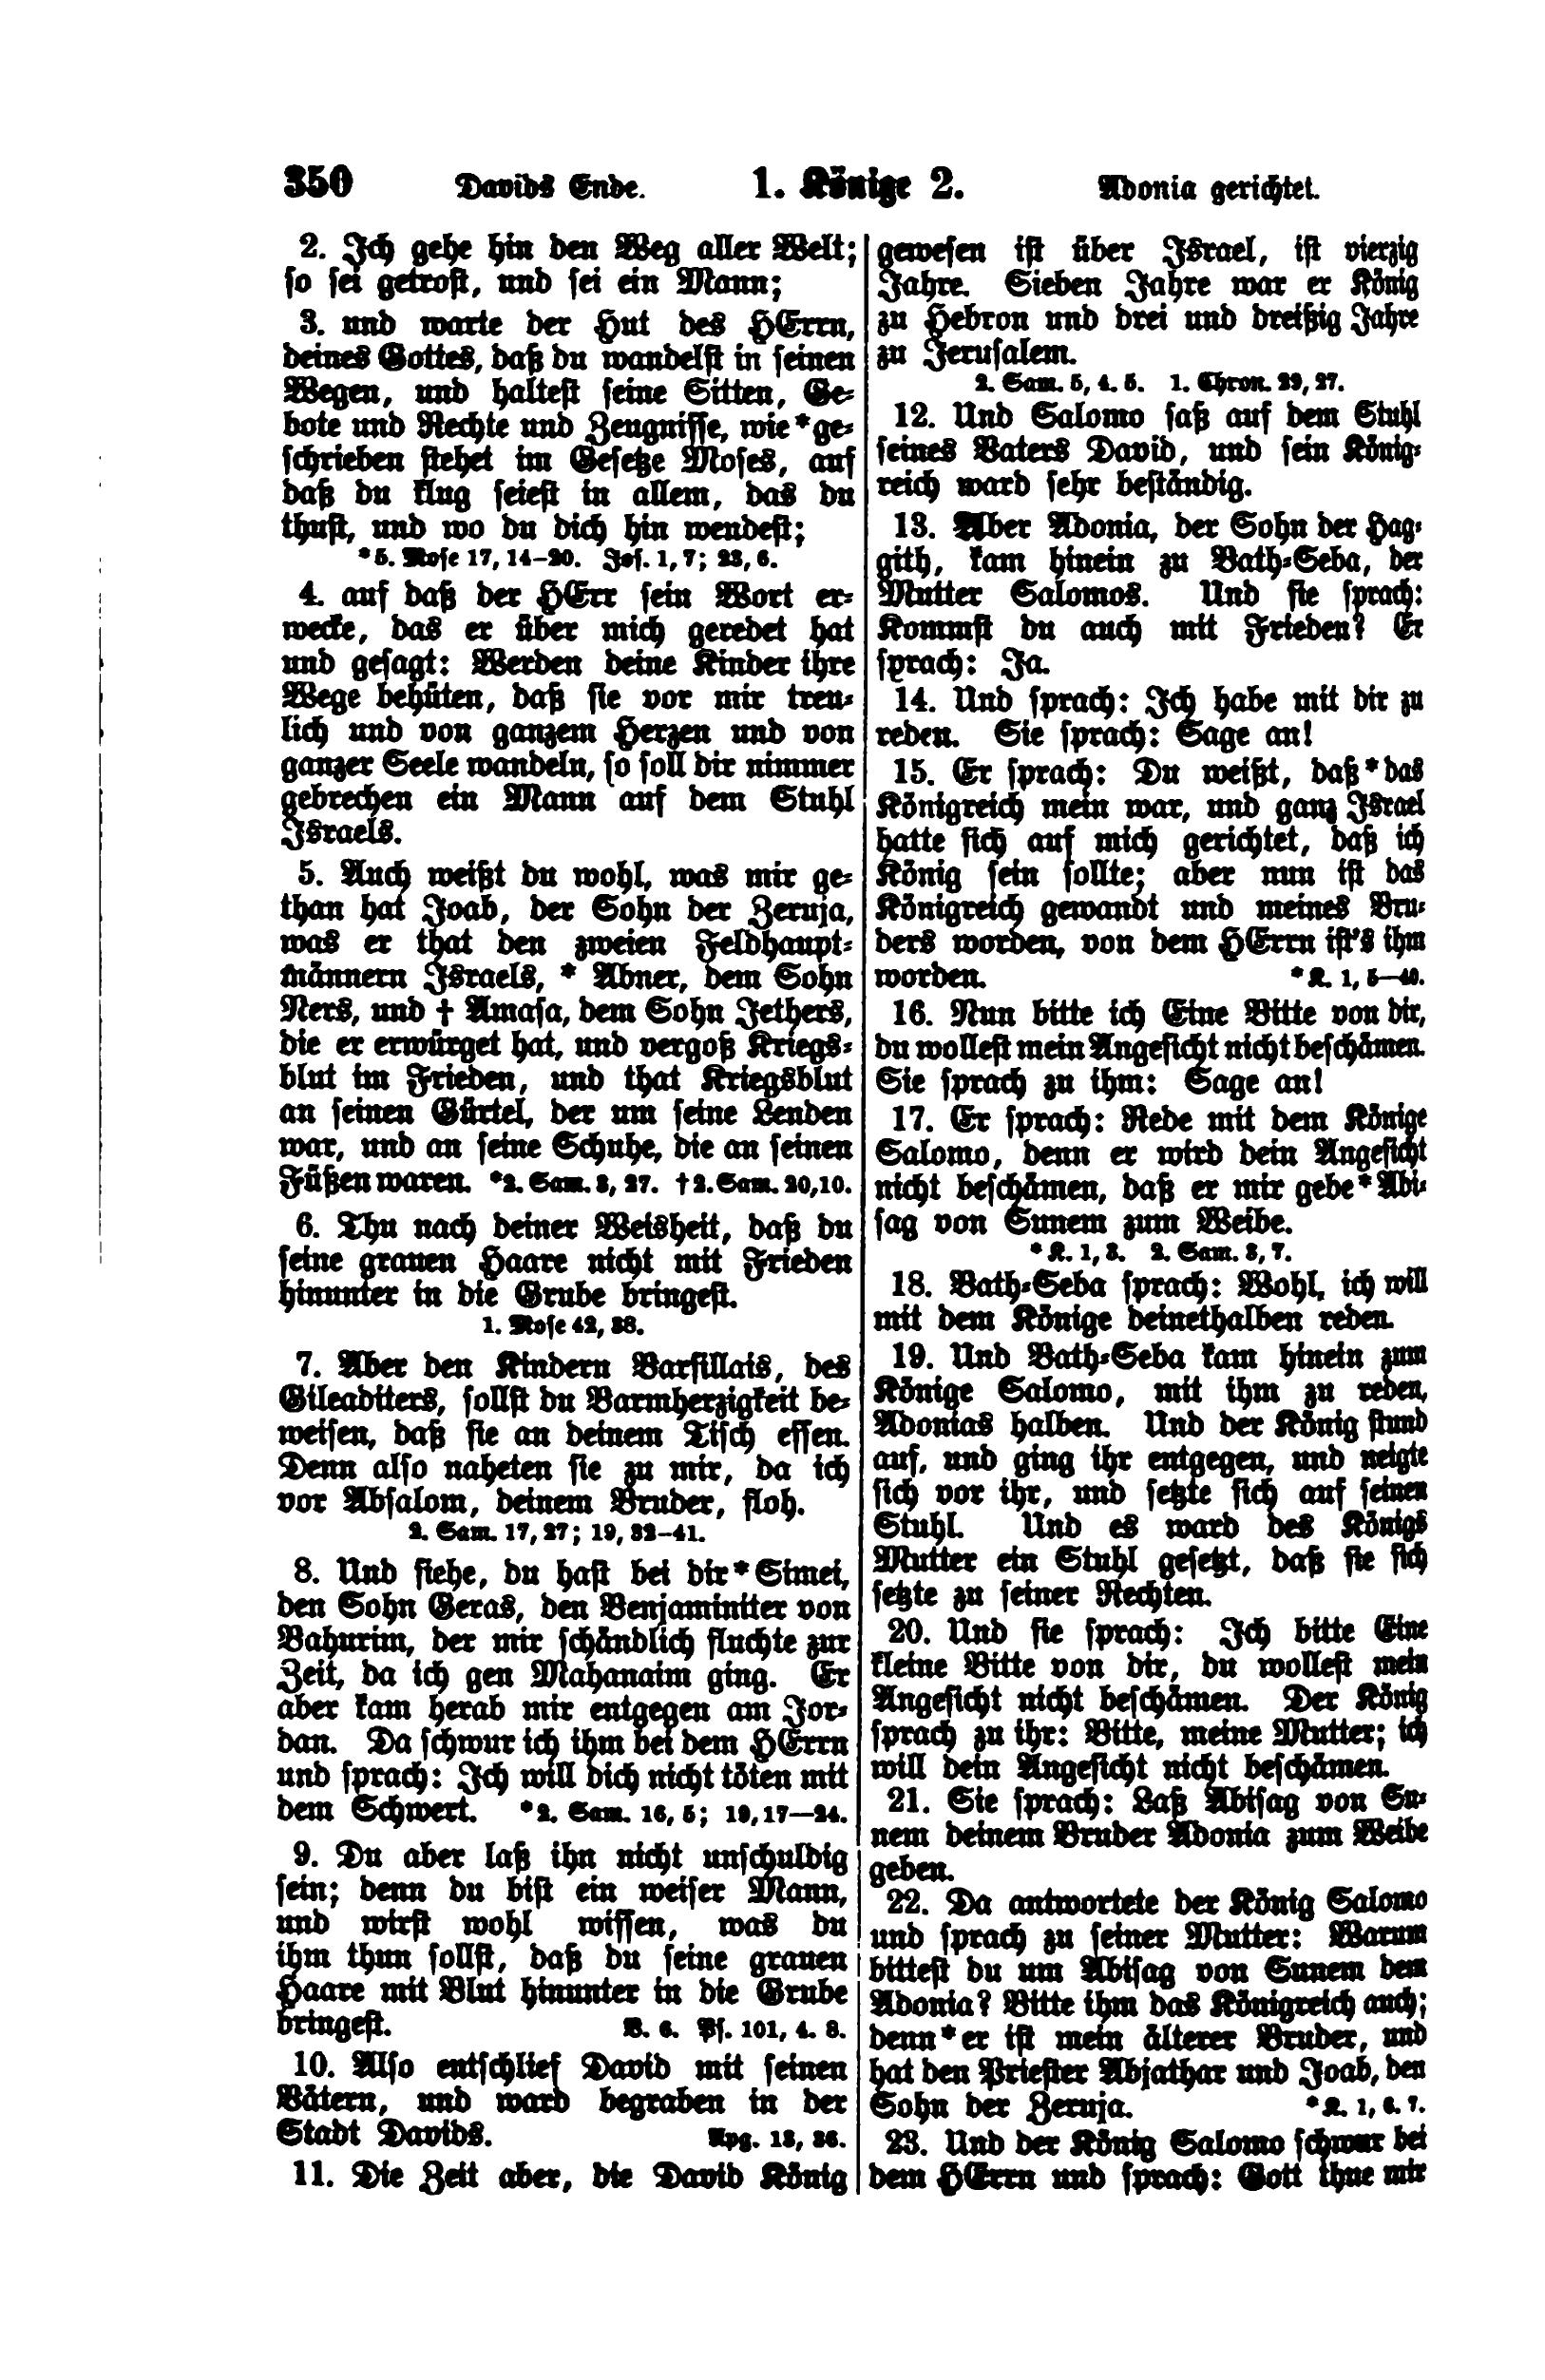 350 Davids Ende. 1. Könige 2. Adonia gerichtet.
2. Ich gehe hin den Weg aller Welt;
so sei getrost, und sei ein Mann;
3. und warte der Hut des HErrn,
deines Gottes, daß du wandelst in seinen
Wegen, und haltest seine Sitten, Ge-
bote und Rechte und Zeugnisse, wie * ge-
schrieben stehet im Gesetze Moses, auf
daß du klug seiest in allem, das du
thust, und wo du dich hin wendest;
*5. Mose 17, 14–20. Jos. 1, 7; 23, 6.
4. auf daß der HErr sein Wort er-
wecke, das er über mich geredet hat
und gesagt: Werden deine Kinder ihre
Wege behüten, daß sie vor mir treu-
lich und von ganzem Herzen und von
ganzer Seele wandeln, so soll dir nimmer
gebrechen ein Mann auf dem Stuhl
Israels.
5. Auch weißt du wohl, was mir ge-
than hat Joab, der Sohn der Zeruja,
was er that den zweien Feldhaupt-
männern Israels, * Abner, dem Sohn
Ners, und † Amasa, dem Sohn Jethers,
die er erwürget hat, und vergoß Kriegs-
blut im Frieden, und that Kriegsblut
an seinen Gürtel, der um seine Lenden
war, und an seine Schuhe, die an seinen
Füßen waren. *2. Sam. 3, 27. †2. Sam. 20, 10.
6. Thu nach deiner Weisheit, daß du
seine grauen Haare nicht mit Frieden
hinunter in die Grube bringest.
1. Mose 42, 38.
7. Aber den Kindern Barsillais, des
Gileaditers, sollst du Barmherzigkeit be-
weisen, daß sie an deinem Tisch essen.
Denn also naheten sie zu mir, da ich
vor Absalom, deinem Bruder, floh.
2. Sam. 17, 27; 19, 32–41.
8. Und siehe, du hast bei dir * Simei,
den Sohn Geras, den Benjaminiter von
Bahurim, der mir schändlich fluchte zur
Zeit, da ich gen Mahanaim ging. Er
aber kam herab mir entgegen am Jor-
dan. Da schwur ich ihm bei dem HErrn
und sprach: Ich will dich nicht töten mit
dem Schwert. *2. Sam. 16, 5; 19, 17—24.
9. Du aber laß ihn nicht unschuldig
sein; denn du bist ein weiser Mann,
und wirst wohl wissen, was du
ihm thun sollst, daß du seine grauen
Haare mit Blut hinunter in die Grube
bringest. V. 6. Ps. 101, 4. 8.
10. Also entschlief David mit seinen
Vätern, und ward begraben in der
Stadt Davids. Apg. 13, 36.
11. Die Zeit aber, die David König
gewesen ist über Israel, ist vierzig
Jahre. Sieben Jahre war er König
zu Hebron und drei und dreißig Jahre
zu Jerusalem.
2. Sam. 5, 4. 5. 1. Chron. 29, 27.
12. Und Salomo saß auf dem Stuhl
seines Vaters David, und sein König-
reich ward sehr beständig.
13. Aber Adonia, der Sohn der Hag-
gith, kam hinein zu Bath-Seba, der
Mutter Salomos. Und sie sprach:
Kommst du auch mit Frieden? Er
sprach: Ja.
14. Und sprach: Ich habe mit dir zu
reden. Sie sprach: Sage an!
15. Er sprach: Du weißt, daß * das
Königreich mein war, und ganz Israel
hatte sich auf mich gerichtet, daß ich
König sein sollte; aber nun ist das
Königreich gewandt und meines Bru-
ders worden, von dem HErrn ist's ihm
worden. *K. 1, 5—40.
16. Nun bitte ich Eine Bitte von dir,
du wollest mein Angesicht nicht beschämen.
Sie sprach zu ihm: Sage an!
17. Er sprach: Rede mit dem Könige
Salomo, denn er wird dein Angesicht
nicht beschämen, daß er mir gebe * Abi-
sag von Sunem zum Weibe.
*K. 1, 3. 2. Sam. 3, 7.
18. Bath-Seba sprach: Wohl, ich will
mit dem Könige deinethalben reden.
19. Und Bath-Seba kam hinein zum
Könige Salomo, mit ihm zu reden,
Adonias halben. Und der König stund
auf, und ging ihr entgegen, und neigte
sich vor ihr, und setzte sich auf seinen
Stuhl. Und es ward des Königs
Mutter ein Stuhl gesetzt, daß sie sich
setzte zu seiner Rechten.
20. Und sie sprach: Ich bitte Eine
kleine Bitte von dir, du wollest mein
Angesicht nicht beschämen. Der König
sprach zu ihr: Bitte, meine Mutter; ich
will dein Angesicht nicht beschämen.
21. Sie sprach: Laß Abisag von Su-
nem deinem Bruder Adonia zum Weibe
geben.
22. Da antwortete der König Salomo
und sprach zu seiner Mutter: Warum
bittest du um Abisag von Sunem dem
Adonia? Bitte ihm das Königreich auch;
denn * er ist mein älterer Bruder, und
hat den Priester Abjathar und Joab, den
Sohn der Zeruja. *K. 1, 6. 7.
23. Und der König Salomo schwur bei
dem HErrn und sprach: Gott thue mir